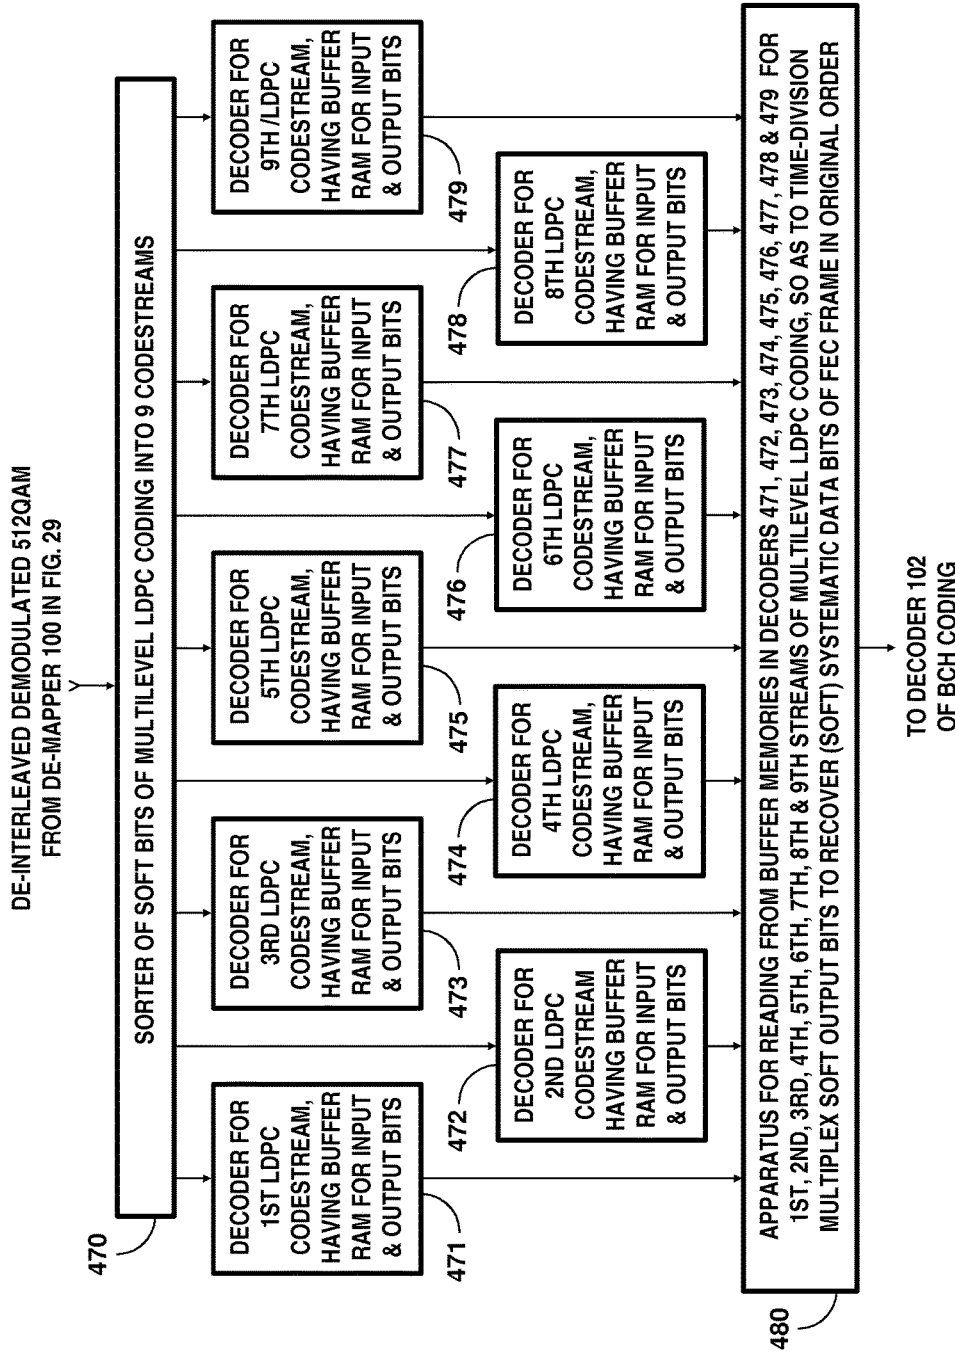 DE-INTERLEAVED DEMODULATED 512QAM
FROM DE-MAPPER 100 IN FIG. 29
470
SORTER OF SOFT BITS OF MULTILEVEL LDPC CODING INTO 9 CODESTREAMS
DECODER FOR
1ST LDPC
CODESTREAM,
HAVING BUFFER
RAM FOR INPUT
& OUTPUT BITS
471
DECODER FOR
2ND LDPC
CODESTREAM
HAVING BUFFER
RAM FOR INPUT
& OUTPUT BITS
472
DECODER FOR
3RD LDPC
CODESTREAM,
HAVING BUFFER
RAM FOR INPUT
& OUTPUT BITS
473
DECODER FOR
4TH LDPC
CODESTREAM,
HAVING BUFFER
RAM FOR INPUT
& OUTPUT BITS
474
DECODER FOR
5TH LDPC
CODESTREAM,
HAVING BUFFER
RAM FOR INPUT
& OUTPUT BITS
475
DECODER FOR
6TH LDPC
CODESTREAM,
HAVING BUFFER
RAM FOR INPUT
& OUTPUT BITS
476
DECODER FOR
7TH LDPC
CODESTREAM,
HAVING BUFFER
RAM FOR INPUT
& OUTPUT BITS
477
DECODER FOR
8TH LDPC
CODESTREAM,
HAVING BUFFER
RAM FOR INPUT
& OUTPUT BITS
478
DECODER FOR
9TH /LDPC
CODESTREAM,
HAVING BUFFER
RAM FOR INPUT
& OUTPUT BITS
479
APPARATUS FOR READING FROM BUFFER MEMORIES IN DECODERS 471, 472, 473, 474, 475, 476, 477, 478 & 479 FOR
1ST, 2ND, 3RD, 4TH, 5TH, 6TH, 7TH, 8TH & 9TH STREAMS OF MULTILEVEL LDPC CODING, SO AS TO TIME-DIVISION
MULTIPLEX SOFT OUTPUT BITS TO RECOVER (SOFT) SYSTEMATIC DATA BITS OF FEC FRAME IN ORIGINAL ORDER
480
TO DECODER 102
OF BCH CODING